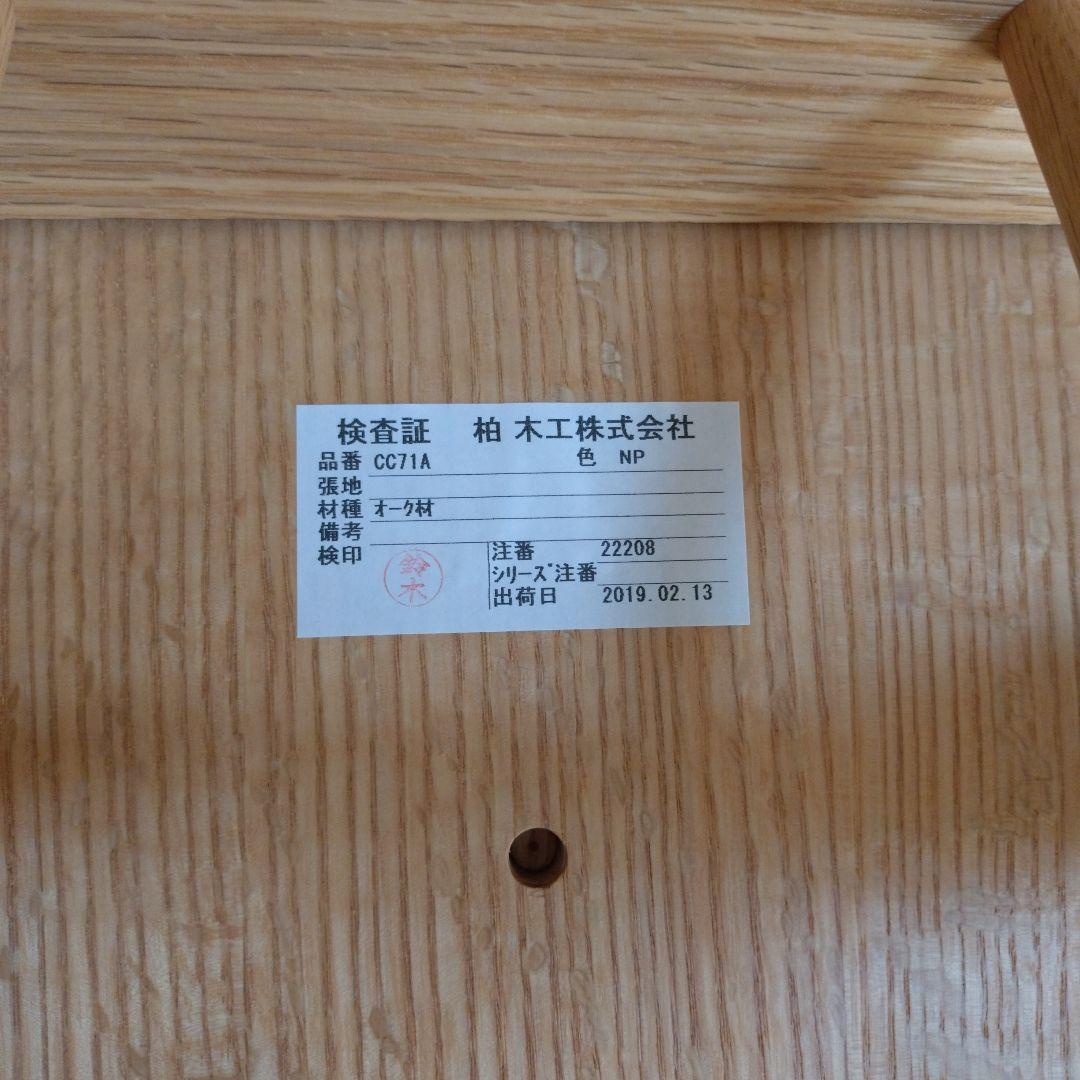 検査証 柏木工株式会社
品番 CC71A 色 NP
張地
材種 オーク材
備考
検印 鈴木
注番 22208
シリーズ注番
出荷日 2019.02.13